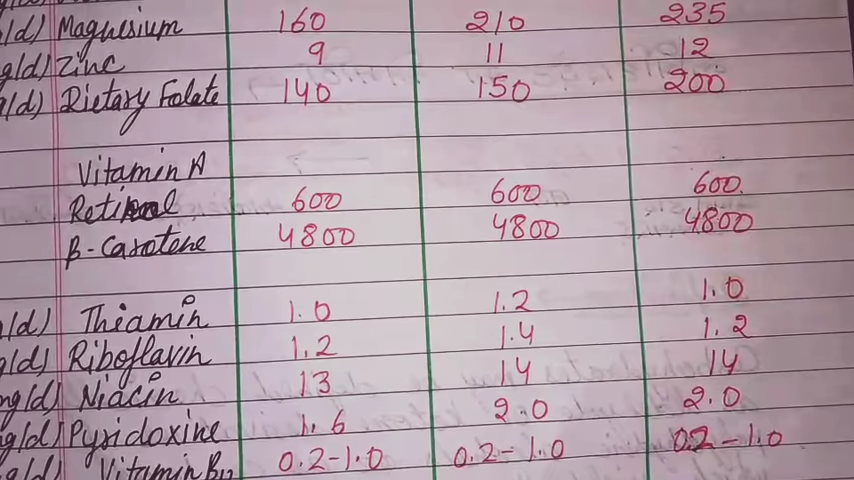 /d) Magnesium 160 210 235
g/d) Zinc 9 11 12
/d) Dietary Folate 140 150 200
Vitamin A
Retinol 600 600 600.
β-Carotene 4800 4800 4800
/d) Thiamin 1.0 1.2 1.0
g/d) Riboflavin 1.2 1.4 1.2
mg/d) Niacin 13 14 14
g/d) Pyridoxine 1.6 2.0 2.0
g/d) Vitamin B12 0.2-1.0 0.2-1.0 0.2-1.0